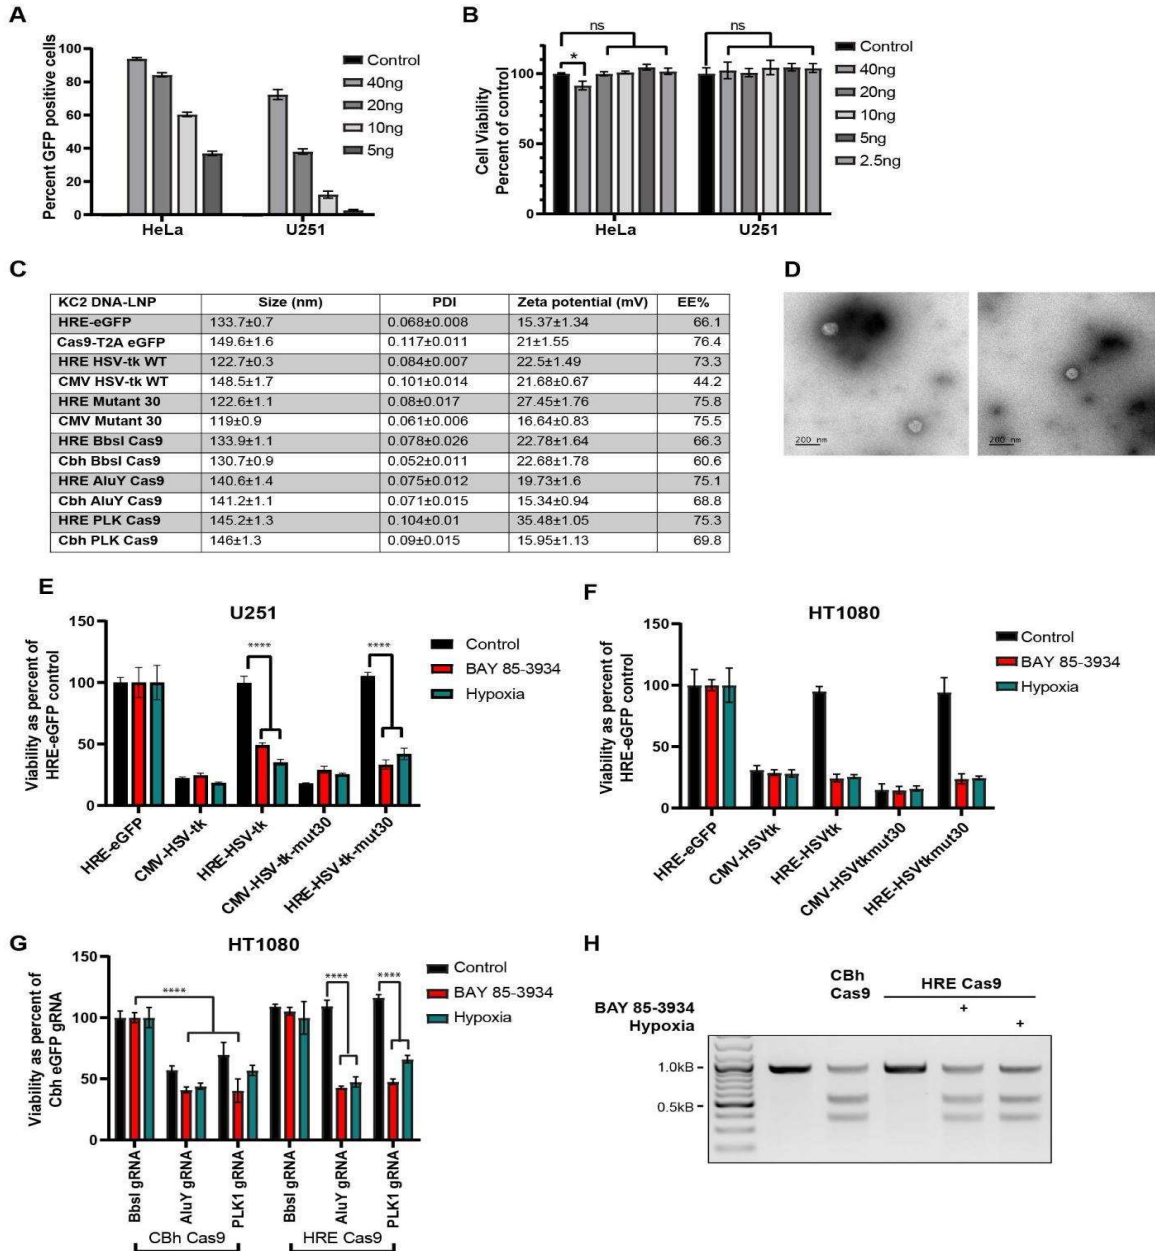 A
Percent GFP positive cells
100
80
60
40
20
0
HeLa
U251
Control
40ng
20ng
10ng
5ng
B
Cell Viability
Percent of control
100
50
0
ns
*
ns
HeLa
U251
Control
40ng
20ng
10ng
5ng
2.5ng
C
KC2 DNA-LNP Size (nm) PDI Zeta potential (mV) EE%
HRE-eGFP 133.7±0.7 0.068±0.008 15.37±1.34 66.1
Cas9-T2A eGFP 149.6±1.6 0.117±0.011 21±1.55 76.4
HRE HSV-tk WT 122.7±0.3 0.084±0.007 22.5±1.49 73.3
CMV HSV-tk WT 148.5±1.7 0.101±0.014 21.68±0.67 44.2
HRE Mutant 30 122.6±1.1 0.08±0.017 27.45±1.76 75.8
CMV Mutant 30 119±0.9 0.061±0.006 16.64±0.83 75.5
HRE BbsI Cas9 133.9±1.1 0.078±0.026 22.78±1.64 66.3
Cbh BbsI Cas9 130.7±0.9 0.052±0.011 22.68±1.78 60.6
HRE AluY Cas9 140.6±1.4 0.075±0.012 19.73±1.6 75.1
Cbh AluY Cas9 141.2±1.1 0.071±0.015 15.34±0.94 68.8
HRE PLK Cas9 145.2±1.3 0.104±0.01 35.48±1.05 75.3
Cbh PLK Cas9 146±1.3 0.09±0.015 15.95±1.13 69.8
D
200 nm
200 nm
E
U251
Viability as percent of
HRE-eGFP control
150
100
50
0
****
****
HRE-eGFP
CMV-HSV-tk
HRE-HSV-tk
CMV-HSV-tk-mut30
HRE-HSV-tk-mut30
Control
BAY 85-3934
Hypoxia
F
HT1080
Viability as percent of
HRE-eGFP control
150
100
50
0
HRE-eGFP
CMV-HSVtk
HRE-HSVtk
CMV-HSVtkmut30
HRE-HSVtkmut30
Control
BAY 85-3934
Hypoxia
G
HT1080
Viability as percent of
Cbh eGFP gRNA
150
100
50
0
****
****
****
BbsI gRNA
AluY gRNA
PLK1 gRNA
BbsI gRNA
AluY gRNA
PLK1 gRNA
CBh Cas9
HRE Cas9
Control
BAY 85-3934
Hypoxia
H
CBh
Cas9
HRE Cas9
BAY 85-3934 +
Hypoxia +
1.0kB
0.5kB